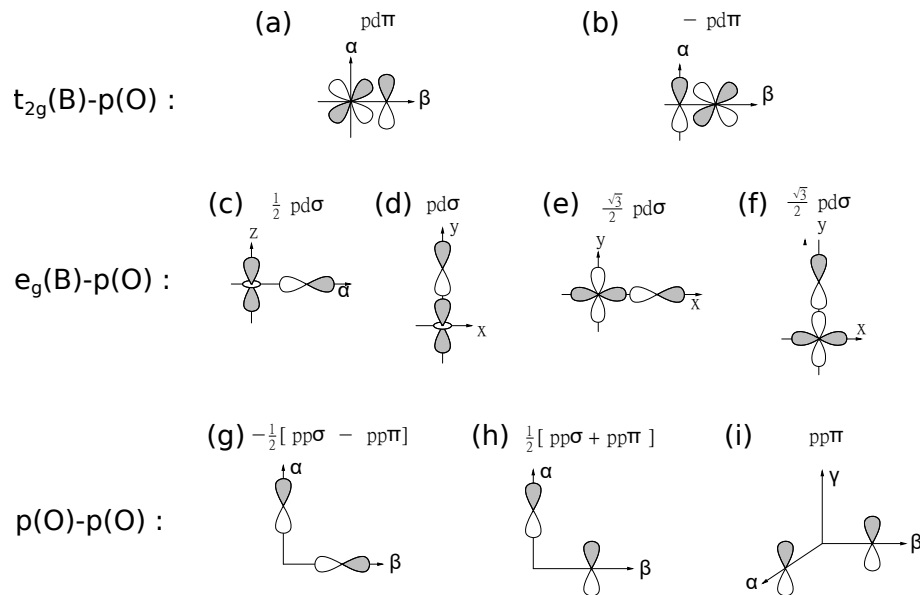 (a) pdπ (b) − pdπ
α α
t₂g(B)-p(O) : β β
(c) ½ pdσ (d) pdσ (e) √3/2 pdσ (f) √3/2 pdσ
z y y y
e_g(B)-p(O) : α x x x
(g) −½[ ppσ − ppπ] (h) ½[ ppσ + ppπ ] (i) ppπ
α α γ
p(O)-p(O) : β β α β